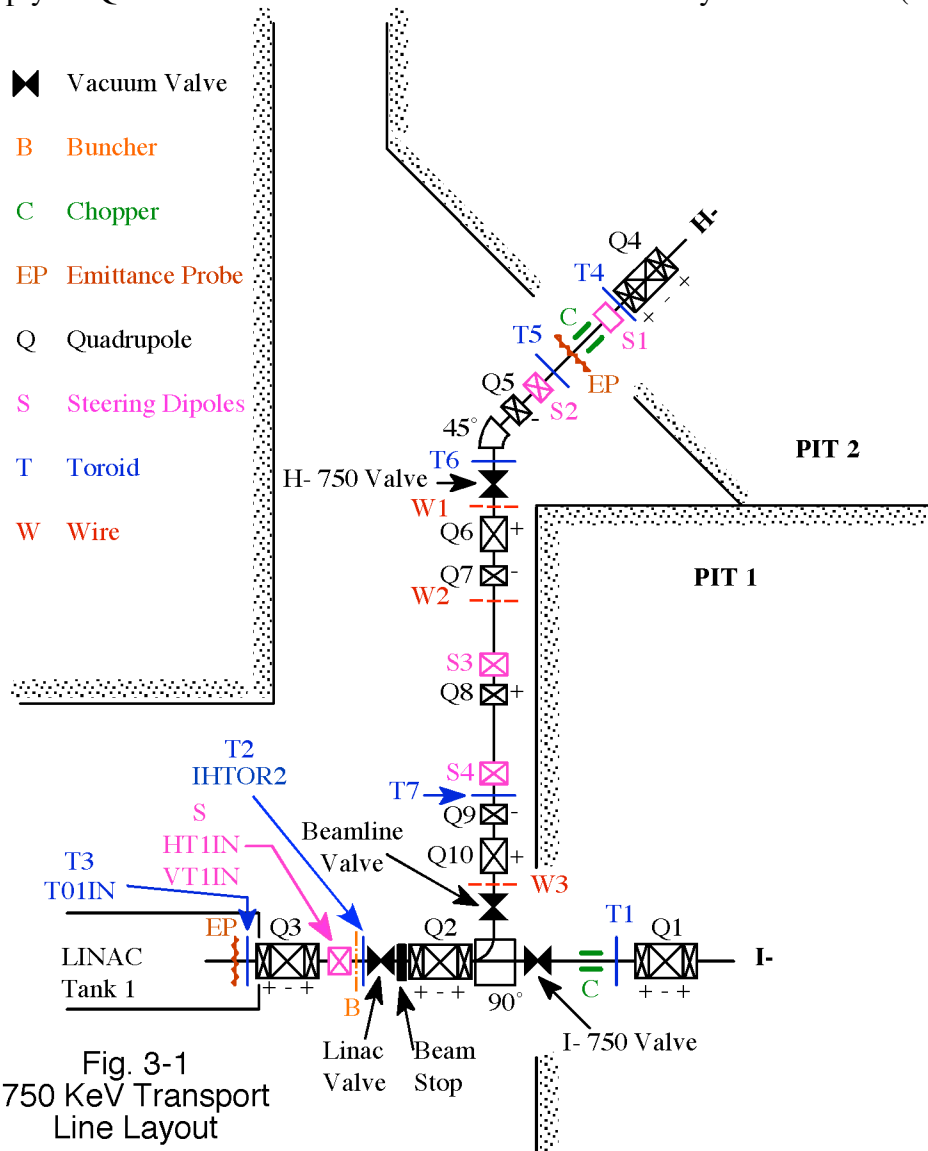 Vacuum Valve
B Buncher
C Chopper
EP Emittance Probe
Q Quadrupole
S Steering Dipoles
T Toroid
W Wire
H-
Q4
T4
+
-
+
C
S1
T5
EP
Q5
-
S2
45°
T6
H- 750 Valve
W1
Q6 +
Q7 -
W2
S3
Q8 +
S4
T7
Q9 -
Q10 +
W3
PIT 2
PIT 1
T2
IHTOR2
S
HT1IN
VT1IN
T3
T01IN
Beamline
Valve
EP
Q3
Q2
T1
Q1
LINAC
Tank 1
I-
+ - +
+ - +
+ - +
B
90°
C
Linac
Valve
Beam
Stop
I- 750 Valve
Fig. 3-1
750 KeV Transport
Line Layout